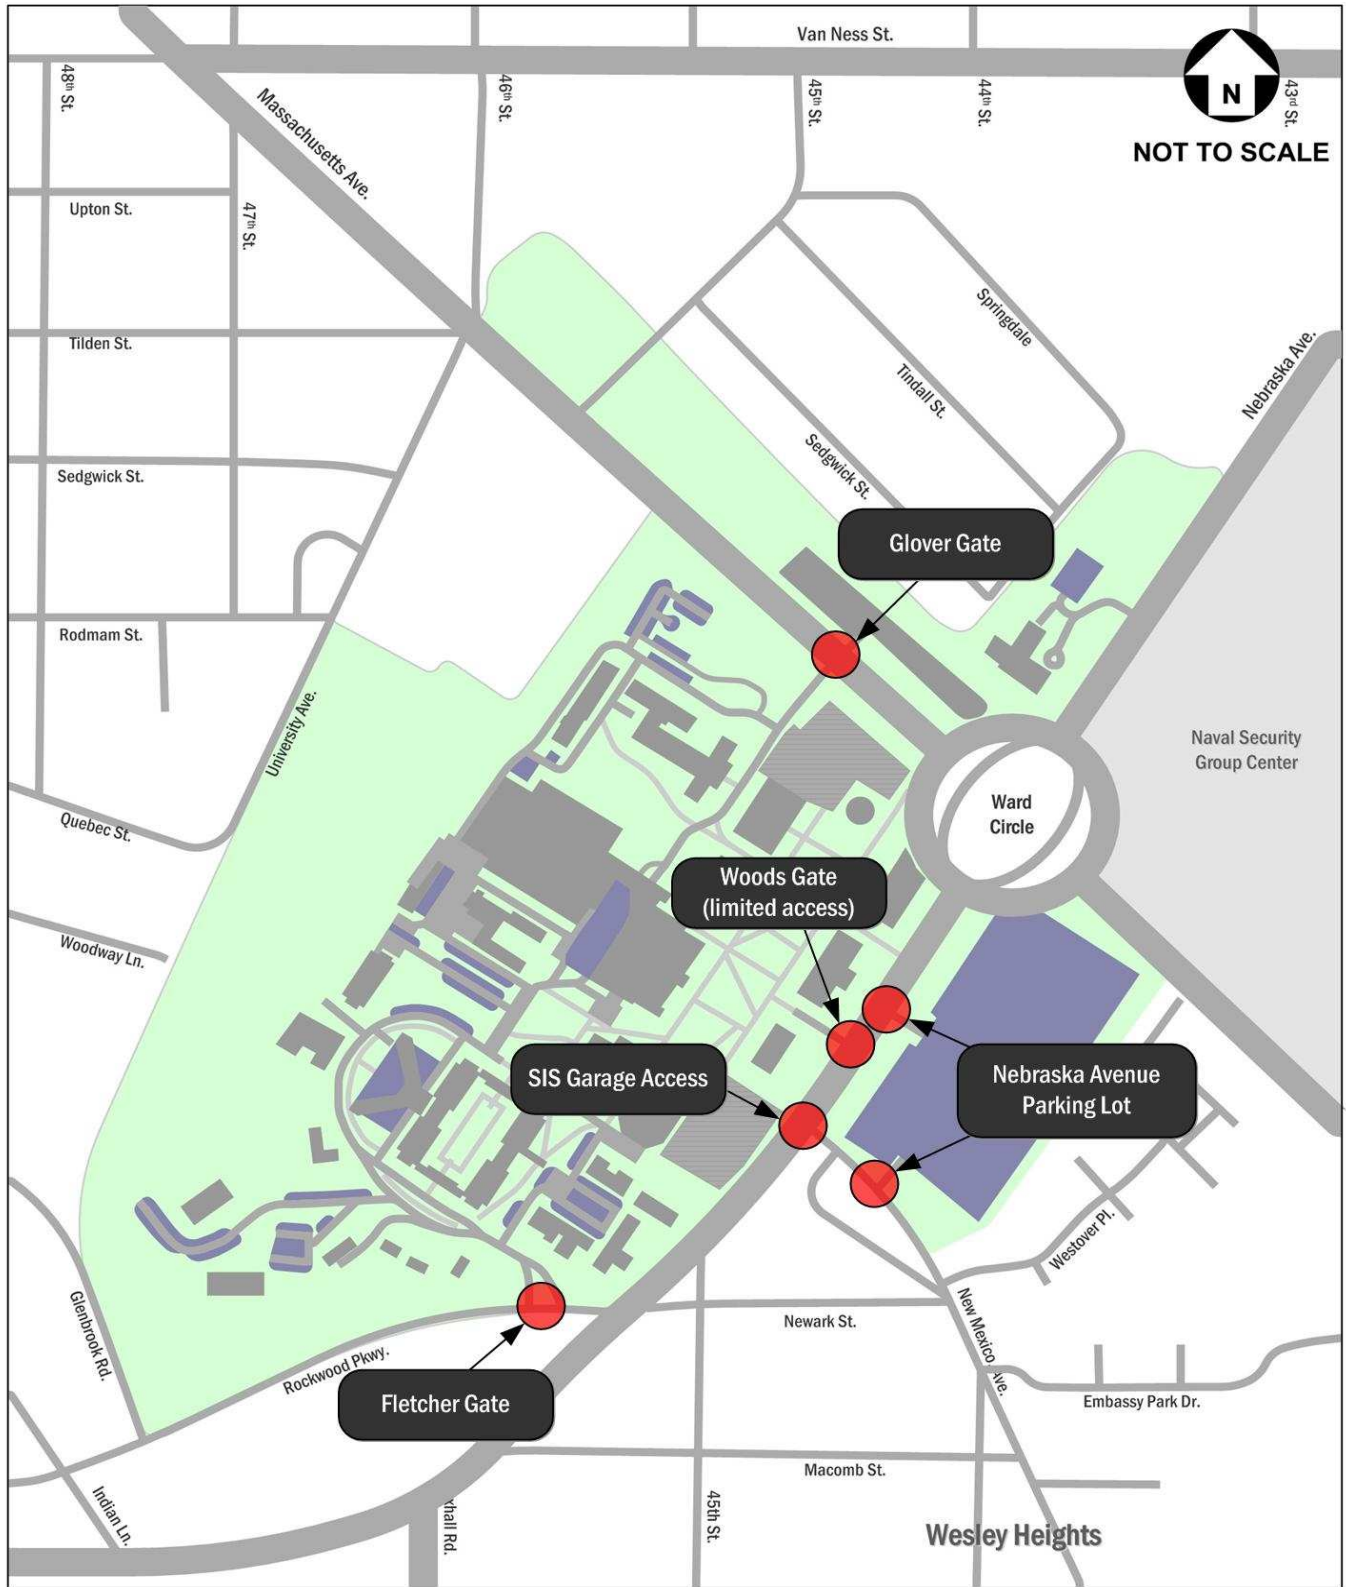 Van Ness St.
48th St.
46th St.
45th St.
44th St.
43rd St.
N
NOT TO SCALE
Massachusetts Ave.
Upton St.
47th St.
Springdale
Tilden St.
Nebraska Ave.
Tindall St.
Sedgwick St.
Sedgwick St.
Glover Gate
Rodmam St.
University Ave.
Naval Security
Group Center
Ward
Circle
Quebec St.
Woods Gate
(limited access)
Woodway Ln.
SIS Garage Access
Nebraska Avenue
Parking Lot
Westover Pl.
Glenbrook Rd.
New Mexico Ave.
Newark St.
Rockwood Pkwy.
Fletcher Gate
Embassy Park Dr.
Macomb St.
Indian Ln.
xhall Rd.
45th St.
Wesley Heights